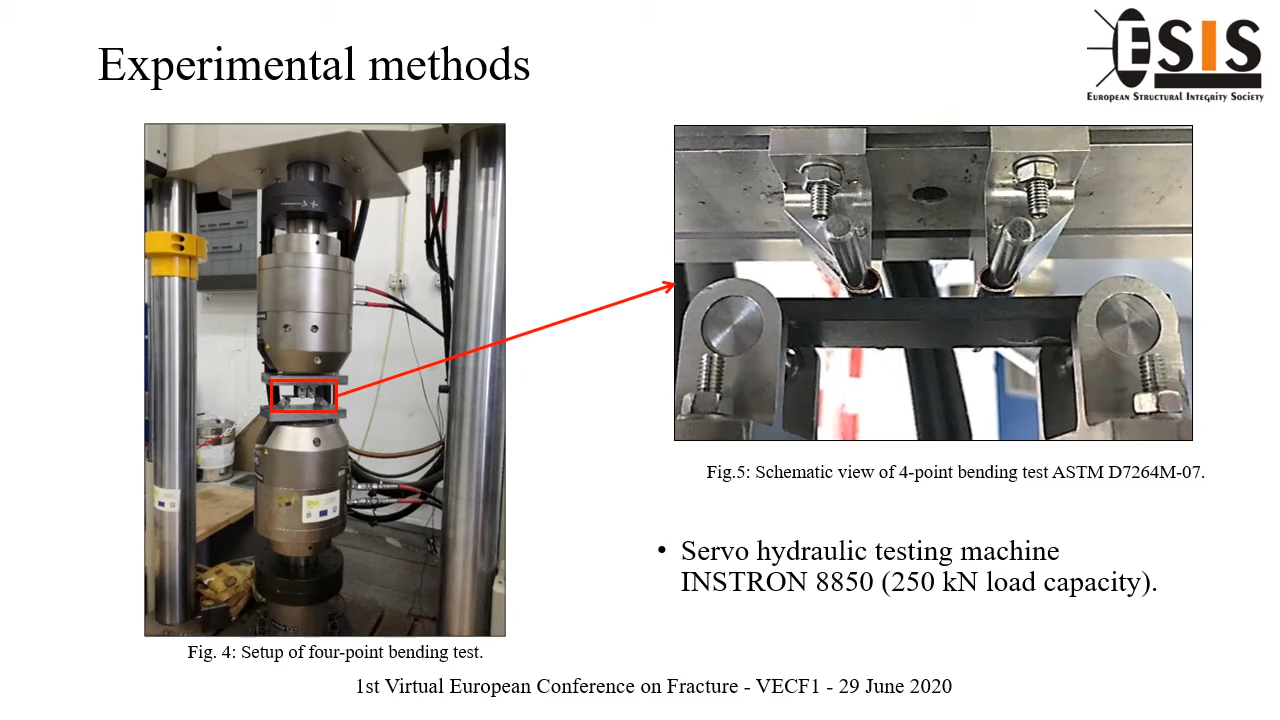 Experimental methods
ESIS
European Structural Integrity Society
Fig.5: Schematic view of 4-point bending test ASTM D7264M-07.
• Servo hydraulic testing machine
INSTRON 8850 (250 kN load capacity).
Fig. 4: Setup of four-point bending test.
1st Virtual European Conference on Fracture - VECF1 - 29 June 2020